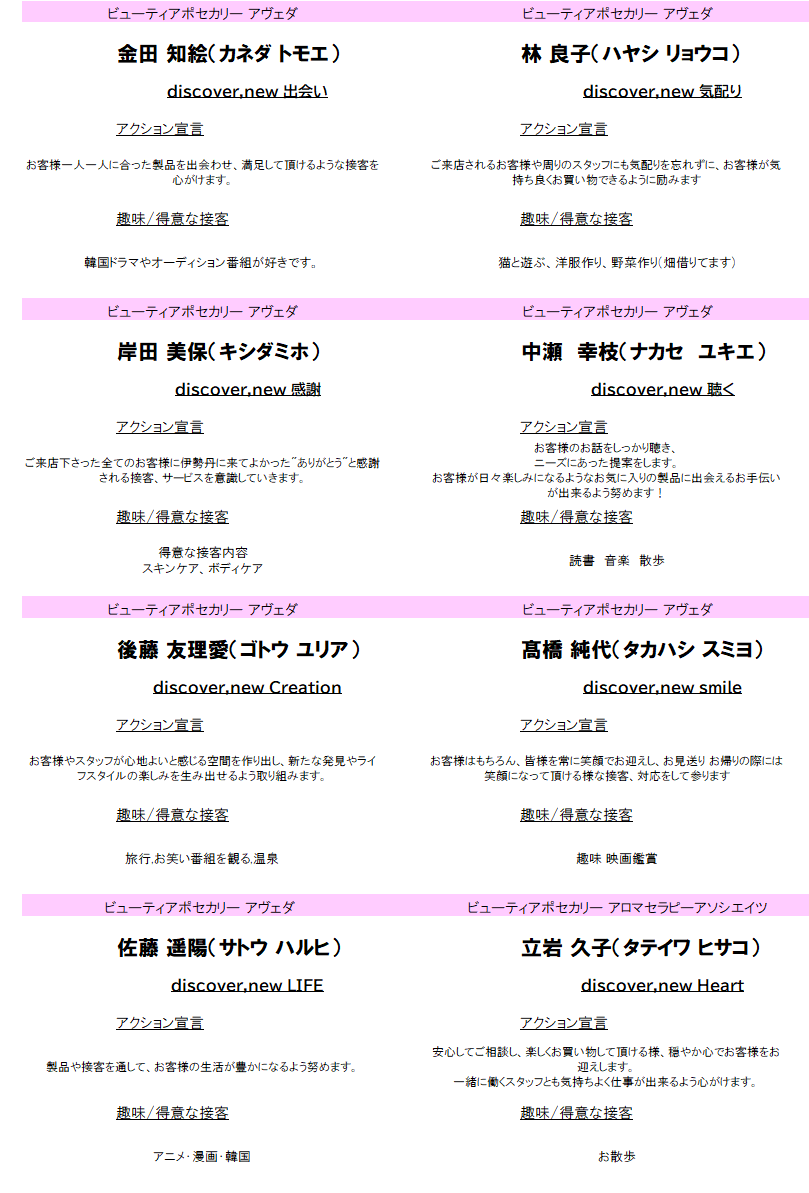 ビューティアポセカリー アヴェダ
金田 知絵(カネダ トモエ)
discover,new 出会い
アクション宣言
お客様一人一人に合った製品を出会わせ、満足して頂けるような接客を
心がけます。
趣味/得意な接客
韓国ドラマやオーディション番組が好きです。
ビューティアポセカリー アヴェダ
林 良子(ハヤシ リョウコ)
discover,new 気配り
アクション宣言
ご来店されるお客様や周りのスタッフにも気配りを忘れずに、お客様が気
持ち良くお買い物できるように励みます
趣味/得意な接客
猫と遊ぶ、洋服作り、野菜作り(畑借りてます)
ビューティアポセカリー アヴェダ
岸田 美保(キシダミホ)
discover,new 感謝
アクション宣言
ご来店下さった全てのお客様に伊勢丹に来てよかった”ありがとう“と感謝
される接客、サービスを意識していきます。
趣味/得意な接客
得意な接客内容
スキンケア、ボディケア
ビューティアポセカリー アヴェダ
中瀬　幸枝(ナカセ　ユキエ)
discover,new 聴く
アクション宣言
お客様のお話をしっかり聴き、
ニーズにあった提案をします。
お客様が日々楽しみになるようなお気に入りの製品に出会えるお手伝い
が出来るよう努めます！
趣味/得意な接客
読書　音楽　散歩
ビューティアポセカリー アヴェダ
後藤 友理愛(ゴトウ ユリア)
discover,new Creation
アクション宣言
お客様やスタッフが心地よいと感じる空間を作り出し、新たな発見やライ
フスタイルの楽しみを生み出せるよう取り組みます。
趣味/得意な接客
旅行,お笑い番組を観る,温泉
ビューティアポセカリー アヴェダ
髙橋 純代(タカハシ スミヨ)
discover,new smile
アクション宣言
お客様はもちろん、皆様を常に笑顔でお迎えし、お見送り お帰りの際には
笑顔になって頂ける様な接客、対応をして参ります
趣味/得意な接客
趣味 映画鑑賞
ビューティアポセカリー アヴェダ
佐藤 遥陽(サトウ ハルヒ)
discover,new LIFE
アクション宣言
製品や接客を通して、お客様の生活が豊かになるよう努めます。
趣味/得意な接客
アニメ・漫画・韓国
ビューティアポセカリー アロマセラピーアソシエイツ
立岩 久子(タテイワ ヒサコ)
discover,new Heart
アクション宣言
安心してご相談し、楽しくお買い物して頂ける様、穏やか心でお客様をお
迎えします。
一緒に働くスタッフとも気持ちよく仕事が出来るよう心がけます。
趣味/得意な接客
お散歩